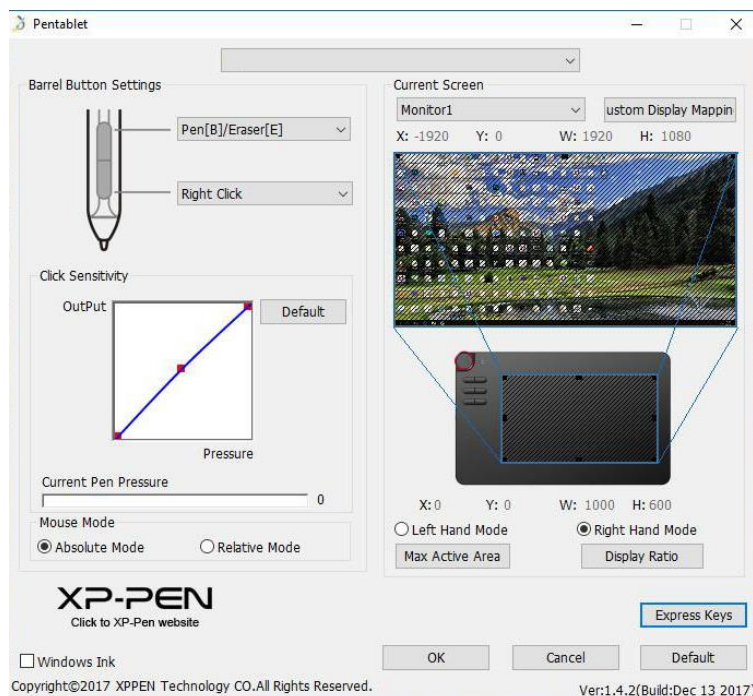 Pentablet
Barrel Button Settings
Pen[B]/Eraser[E]
Right Click
Click Sensitivity
OutPut
Default
Pressure
Current Pen Pressure
0
Mouse Mode
Absolute Mode
Relative Mode
XP-PEN
Click to XP-Pen website
Windows Ink
Copyright©2017 XPPEN Technology CO.All Rights Reserved.
Current Screen
Monitor1
ustom Display Mappin
X: -1920 Y: 0 W: 1920 H: 1080
X: 0 Y: 0 W: 1000 H: 600
Left Hand Mode
Right Hand Mode
Max Active Area
Display Ratio
Express Keys
OK
Cancel
Default
Ver:1.4.2(Build:Dec 13 2017)